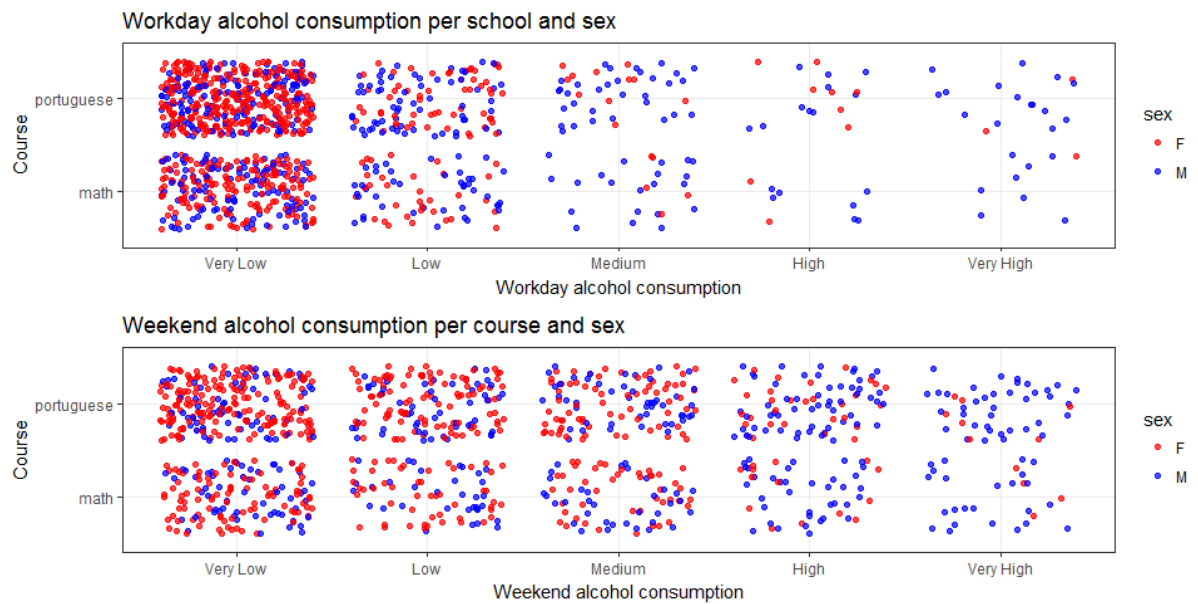 Workday alcohol consumption per school and sex
Course
portuguese
math
Very Low
Low
Medium
High
Very High
Workday alcohol consumption
sex
F
M
Weekend alcohol consumption per course and sex
Course
portuguese
math
Very Low
Low
Medium
High
Very High
Weekend alcohol consumption
sex
F
M